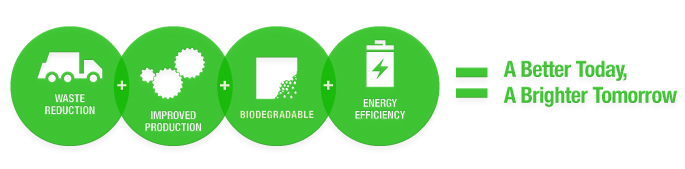 WASTE
REDUCTION
+
IMPROVED
PRODUCTION
+
BIODEGRADABLE
+
ENERGY
EFFICIENCY
=
A Better Today,
A Brighter Tomorrow